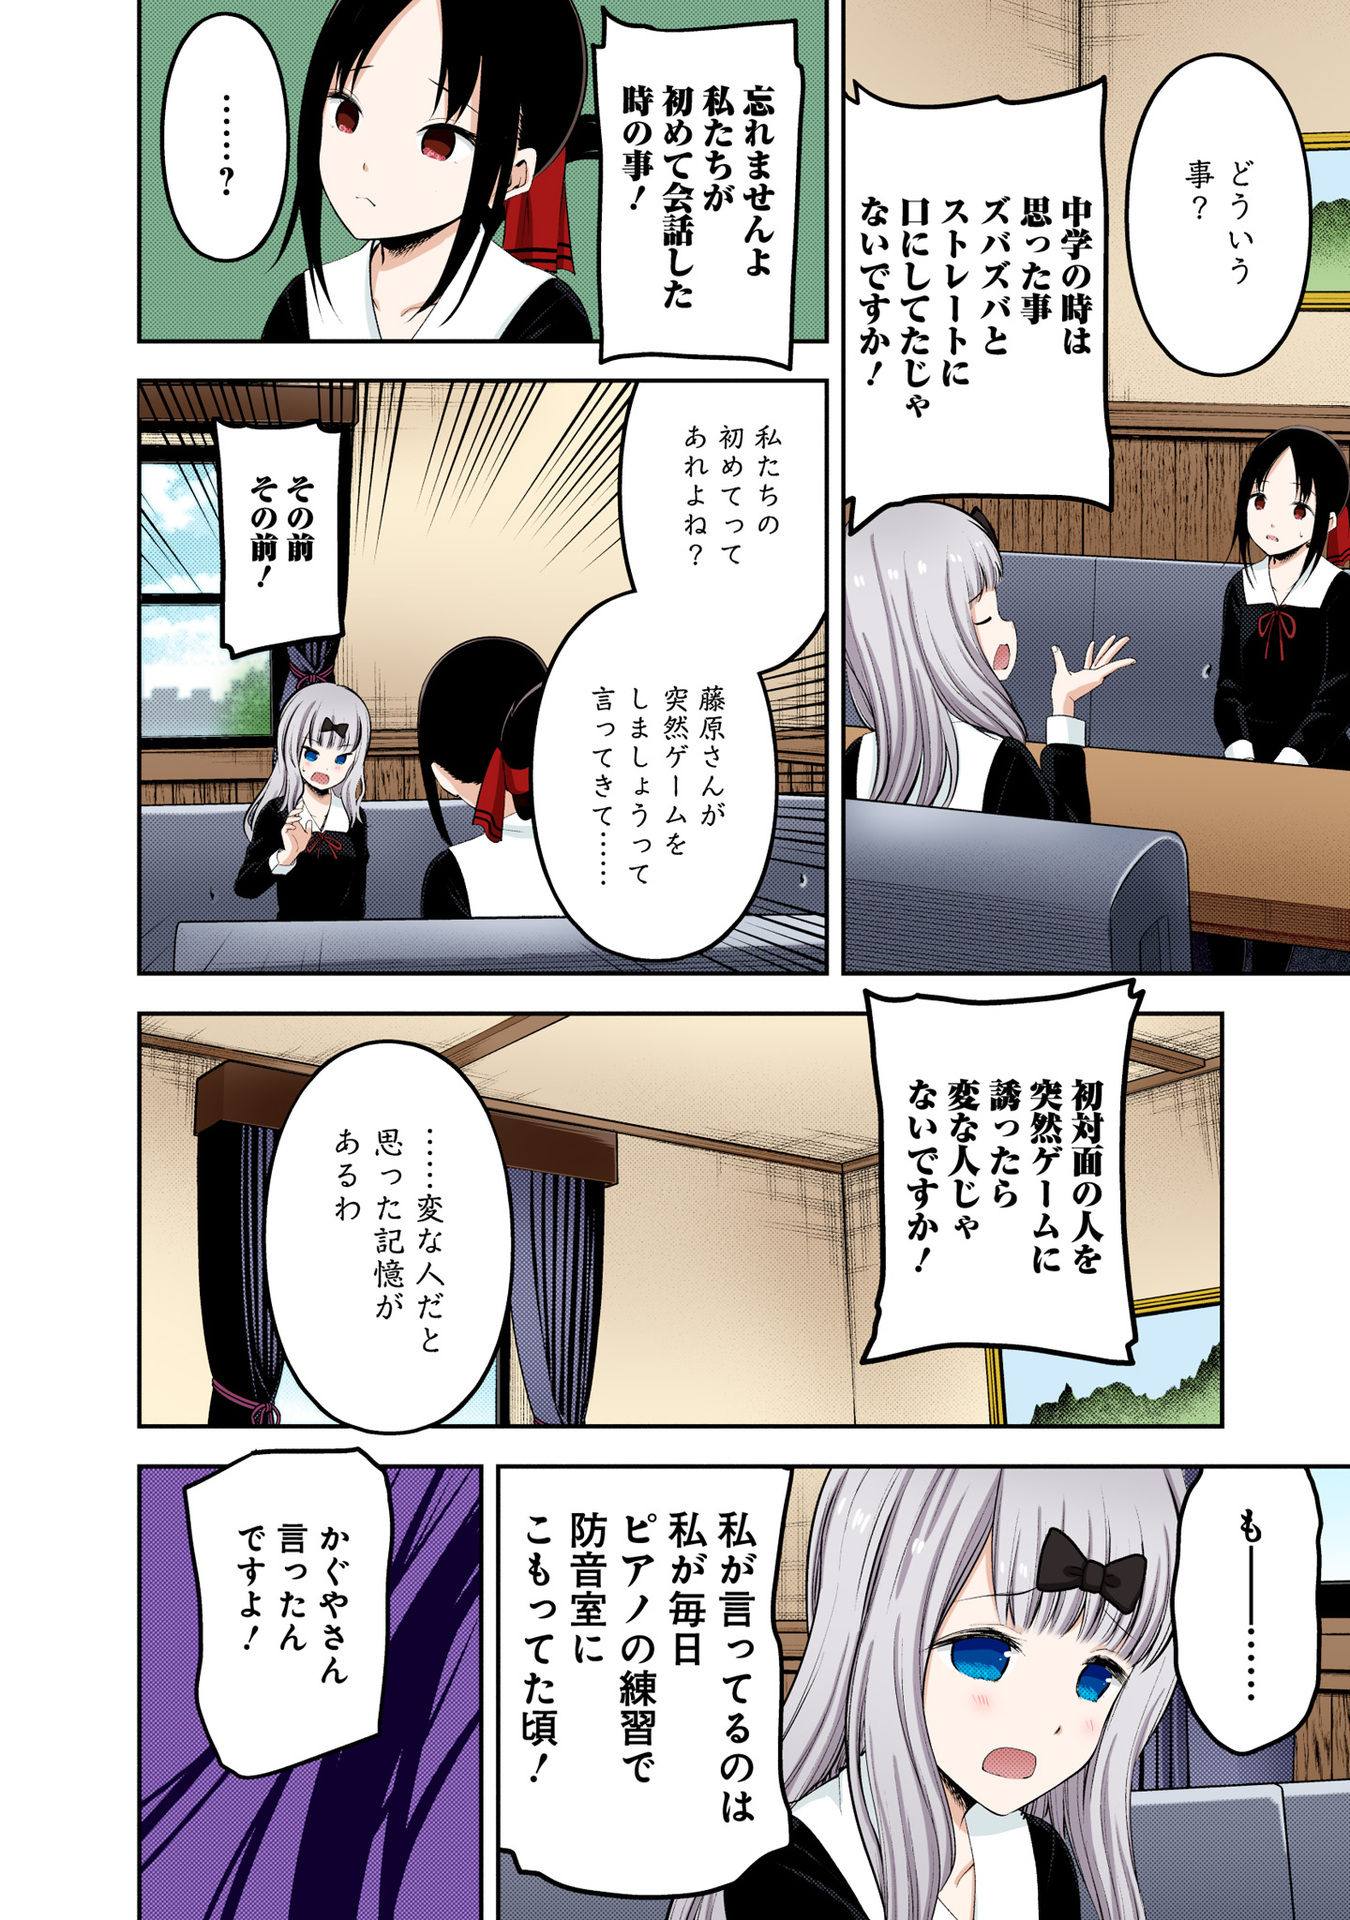 どういう
事？
中学の時は
思った事
ズバズバと
ストレートに
口にしてたじゃ
ないですか！
忘れませんよ
私たちが
初めて会話した
時の事！
……？
私たちの
初めてって
あれよね？
藤原さんが
突然ゲームを
しましょうって
言ってきて……
その前
その前！
初対面の人を
突然ゲームに
誘ったら
変な人じゃ
ないですか！
……変な人だと
思った記憶が
あるわ
も――……
私が言ってるのは
私が毎日
ピアノの練習で
防音室に
こもってた頃！
かぐやさん
言ったん
ですよ！